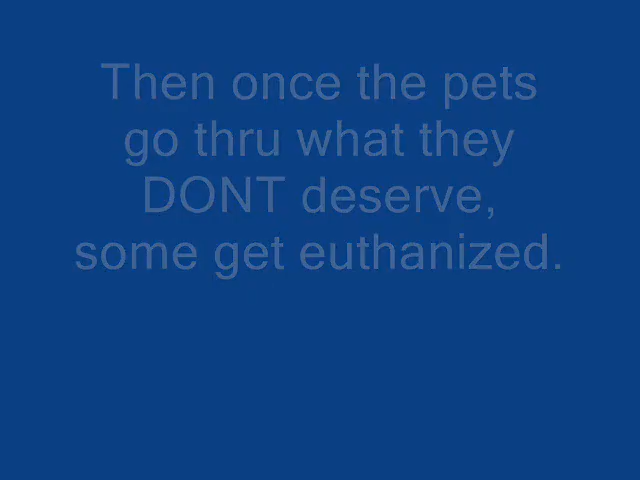 Then once the pets
go thru what they
DONT deserve,
some get euthanized.